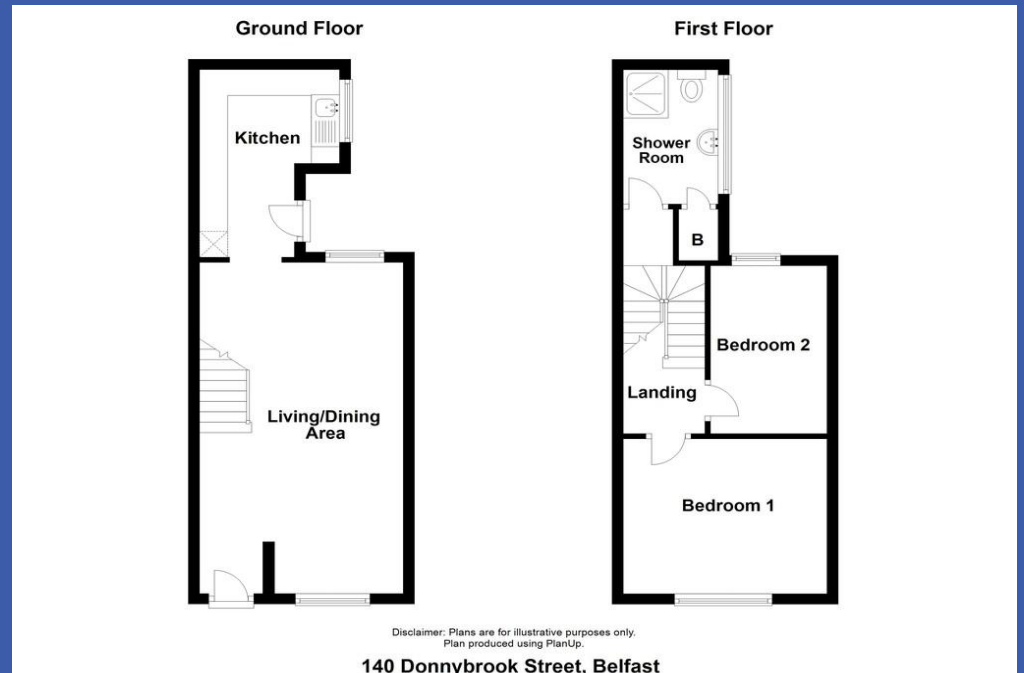 Ground Floor
Kitchen
Living/Dining
Area
First Floor
Shower
Room
B
Bedroom 2
Landing
Bedroom 1
Disclaimer: Plans are for illustrative purposes only.
Plan produced using PlanUp.
140 Donnybrook Street, Belfast